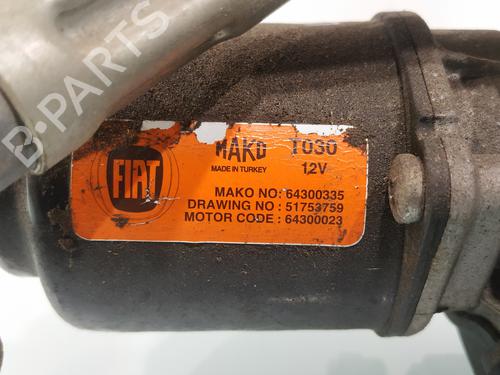 B-PARTS
MAKO T030
FIAT
MADE IN TURKEY 12V
MAKO NO: 64300335
DRAWING NO : 51753759
MOTOR CODE : 64300023